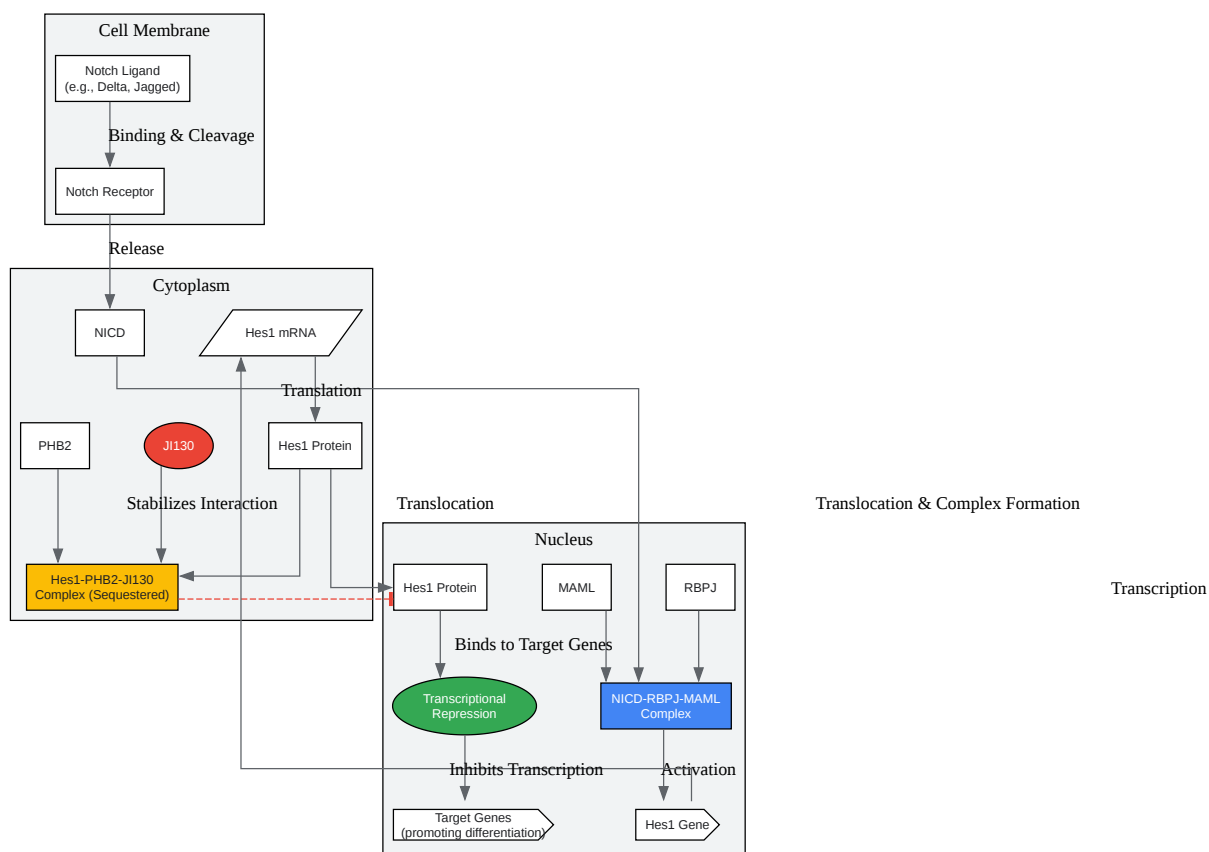 Cell Membrane
Notch Ligand
(e.g., Delta, Jagged)
Binding & Cleavage
Notch Receptor
Release
Cytoplasm
NICD
Hes1 mRNA
Translation
PHB2
JI130
Hes1 Protein
Stabilizes Interaction
Translocation
Translocation & Complex Formation
Nucleus
Hes1-PHB2-JI130
Complex (Sequestered)
Hes1 Protein
MAML
RBPJ
Transcription
Binds to Target Genes
Transcriptional
Repression
NICD-RBPJ-MAML
Complex
Inhibits Transcription
Activation
Target Genes
(promoting differentiation)
Hes1 Gene